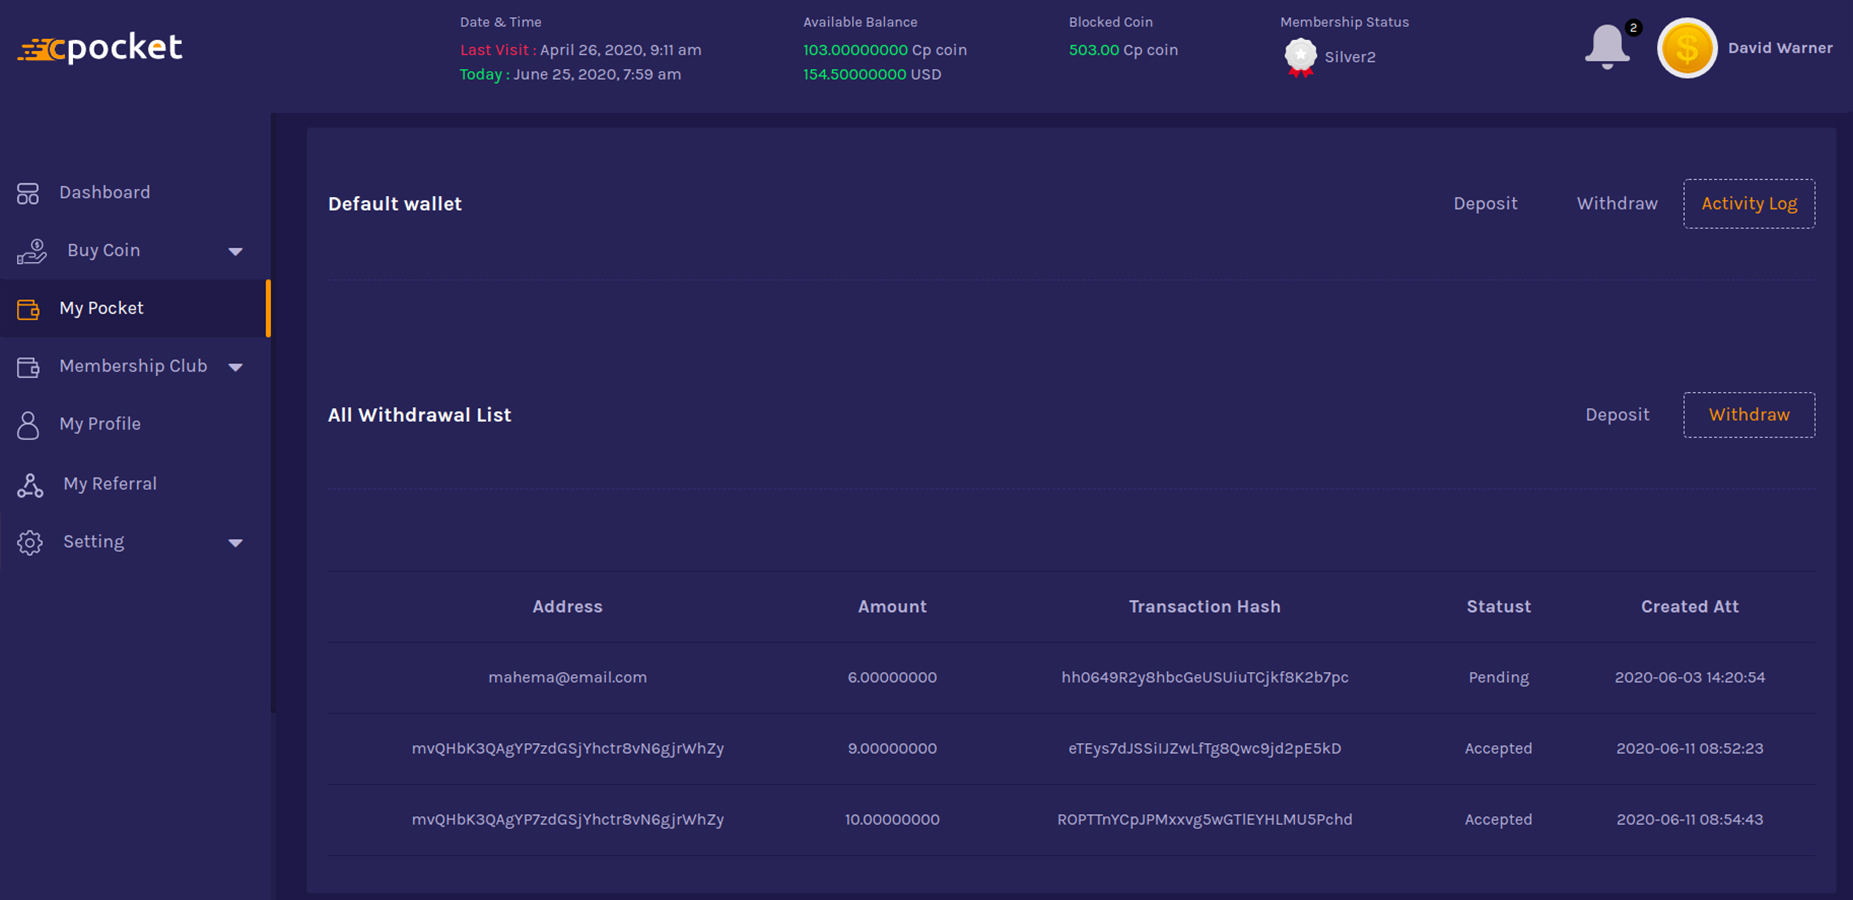 cpocket
Date & Time
Last Visit : April 26, 2020, 9:11 am
Today : June 25, 2020, 7:59 am
Available Balance
103.00000000 Cp coin
154.50000000 USD
Blocked Coin
503.00 Cp coin
Membership Status
Silver2
2
$
David Warner
Dashboard
Buy Coin
My Pocket
Membership Club
My Profile
My Referral
Setting
Default wallet
Deposit Withdraw Activity Log
All Withdrawal List
Deposit Withdraw
Address Amount Transaction Hash Statust Created Att
mahema@email.com 6.00000000 hh0649R2y8hbcGeUSUiuTCjkf8K2b7pc Pending 2020-06-03 14:20:54
mvQHbK3QAgYP7zdGSjYhctr8vN6gjrWhZy 9.00000000 eTEys7dJSSiIJZwLfTg8Qwc9jd2pE5kD Accepted 2020-06-11 08:52:23
mvQHbK3QAgYP7zdGSjYhctr8vN6gjrWhZy 10.00000000 ROPTTnYCpJPMxxvg5wGTlEYHLMU5Pchd Accepted 2020-06-11 08:54:43